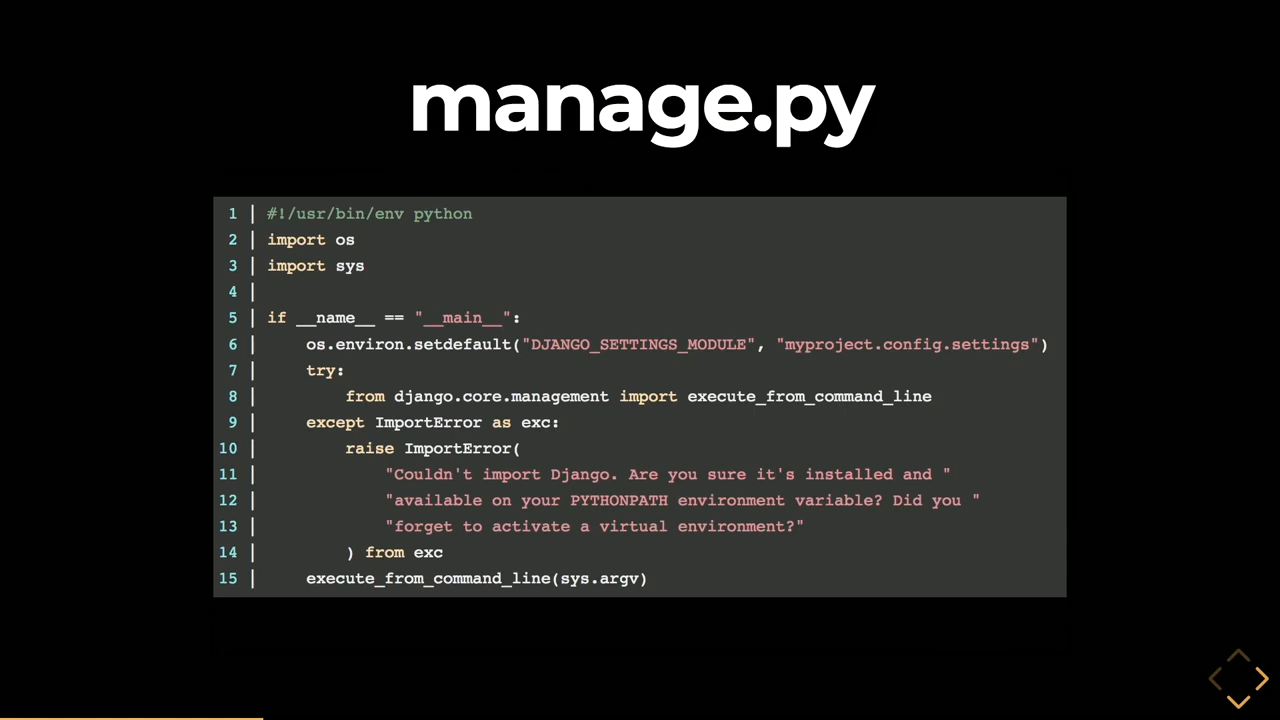 manage.py
1 | #!/usr/bin/env python
2 | import os
3 | import sys
4 |
5 | if __name__ == "__main__":
6 |     os.environ.setdefault("DJANGO_SETTINGS_MODULE", "myproject.config.settings")
7 |     try:
8 |         from django.core.management import execute_from_command_line
9 |     except ImportError as exc:
10 |         raise ImportError(
11 |             "Couldn't import Django. Are you sure it's installed and "
12 |             "available on your PYTHONPATH environment variable? Did you "
13 |             "forget to activate a virtual environment?"
14 |         ) from exc
15 |     execute_from_command_line(sys.argv)